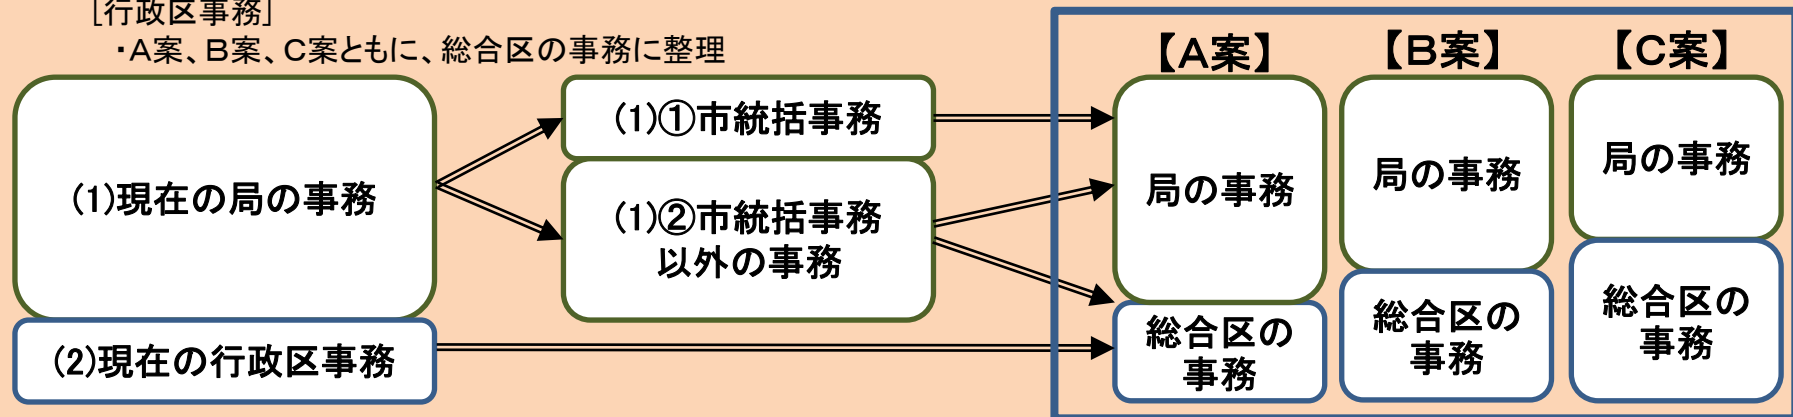 ［行政区事務］
・Ａ案、Ｂ案、Ｃ案ともに、総合区の事務に整理
【Ａ案】
【Ｂ案】
【Ｃ案】
(1)現在の局の事務
(2)現在の行政区事務
(1)①市統括事務
(1)②市統括事務
以外の事務
局の事務
総合区の
事務
局の事務
総合区の
事務
局の事務
総合区の
事務